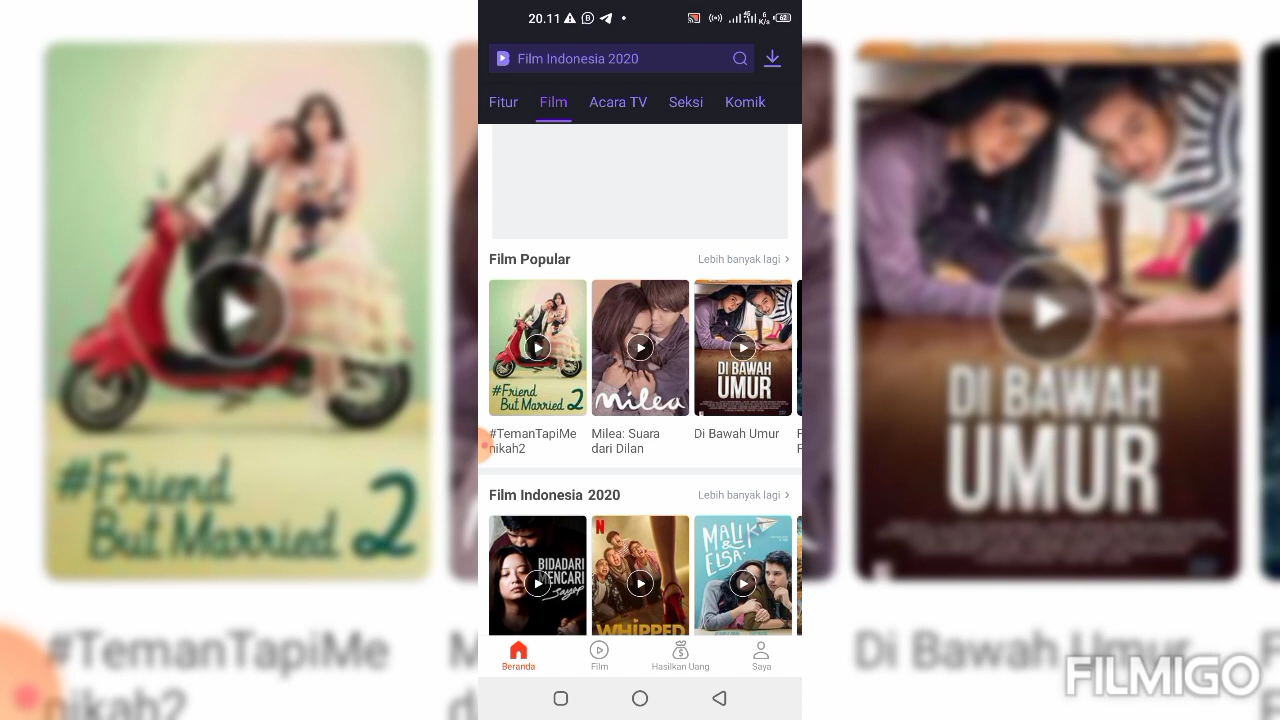 20.11
6
K/s
62
Film Indonesia 2020
Fitur Film Acara TV Seksi Komik
Film Popular Lebih banyak lagi >
#Friend
But Married 2
milea
DI BAWAH
UMUR
#TemanTapiMe
nikah2
Milea: Suara
dari Dilan
Di Bawah Umur
F
F
Film Indonesia 2020 Lebih banyak lagi >
BIDADARI
MENCARI
sayap
N
WHIPPED
MALIK
&
ELSA
Beranda Film Hasilkan Uang Saya
#Friend
But Married 2
#TemanTapiMe
nikah2
DI BAWAH
UMUR
Di Bawah Umur
FILMIGO